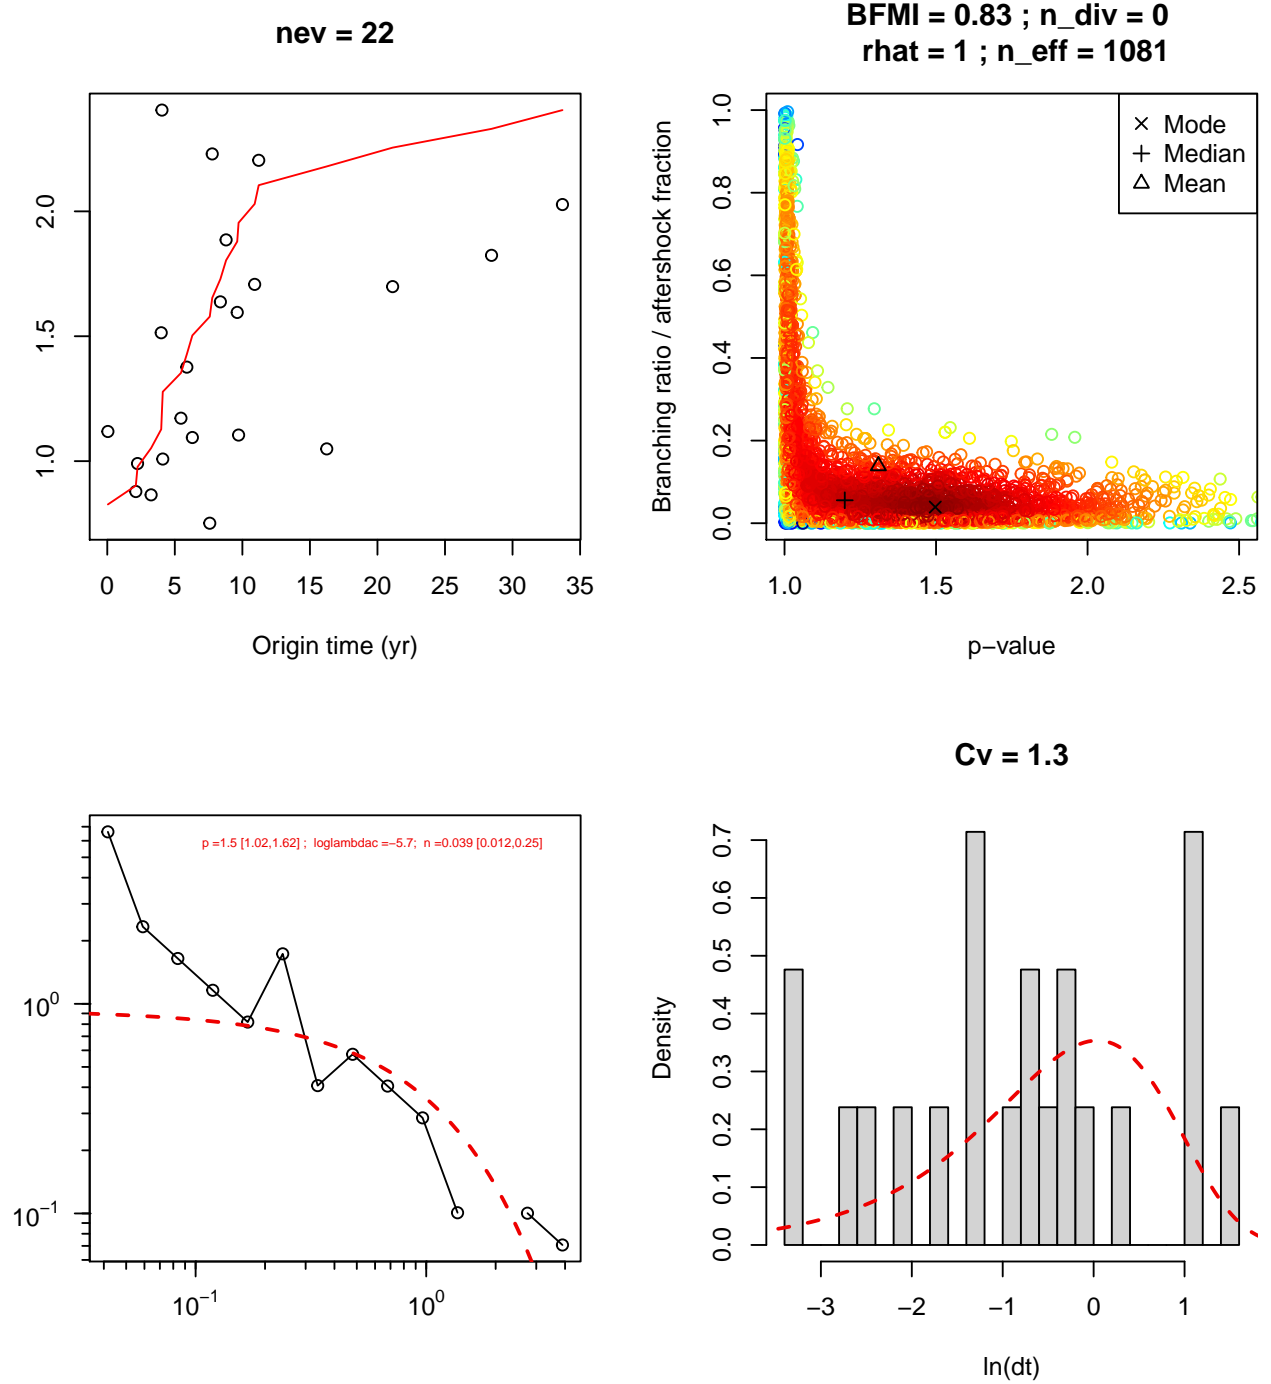 nev = 22
1.0 1.5 2.0
0 5 10 15 20 25 30 35
Origin time (yr)
BFMI = 0.83 ; n_div = 0
rhat = 1 ; n_eff = 1081
Mode
Median
Mean
Branching ratio / aftershock fraction
0.0 0.2 0.4 0.6 0.8 1.0
1.0 1.5 2.0 2.5
p−value
p =1.5 [1.02,1.62] ; loglambdac =−5.7; n =0.039 [0.012,0.25]
10⁰
10⁻¹
10⁻¹ 10⁰
Cv = 1.3
Density
0.0 0.1 0.2 0.3 0.4 0.5 0.6 0.7
−3 −2 −1 0 1
ln(dt)